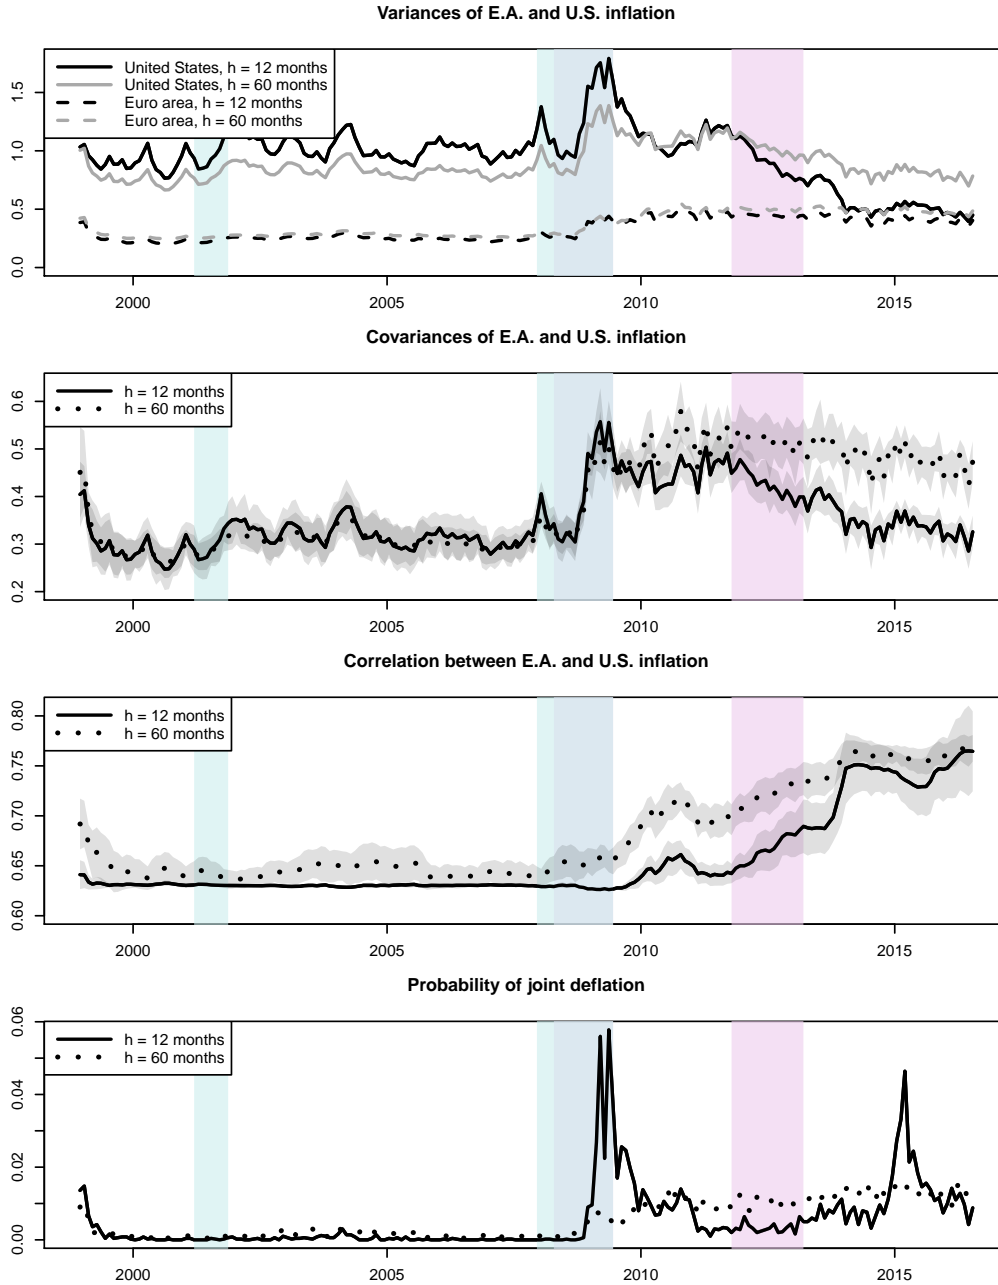 Variances of E.A. and U.S. inflation
United States, h = 12 months
United States, h = 60 months
Euro area, h = 12 months
Euro area, h = 60 months
1.5
1.0
0.5
0.0
2000 2005 2010 2015
Covariances of E.A. and U.S. inflation
h = 12 months
h = 60 months
0.6
0.5
0.4
0.3
0.2
2000 2005 2010 2015
Correlation between E.A. and U.S. inflation
h = 12 months
h = 60 months
0.80
0.75
0.70
0.65
0.60
2000 2005 2010 2015
Probability of joint deflation
h = 12 months
h = 60 months
0.06
0.04
0.02
0.00
2000 2005 2010 2015